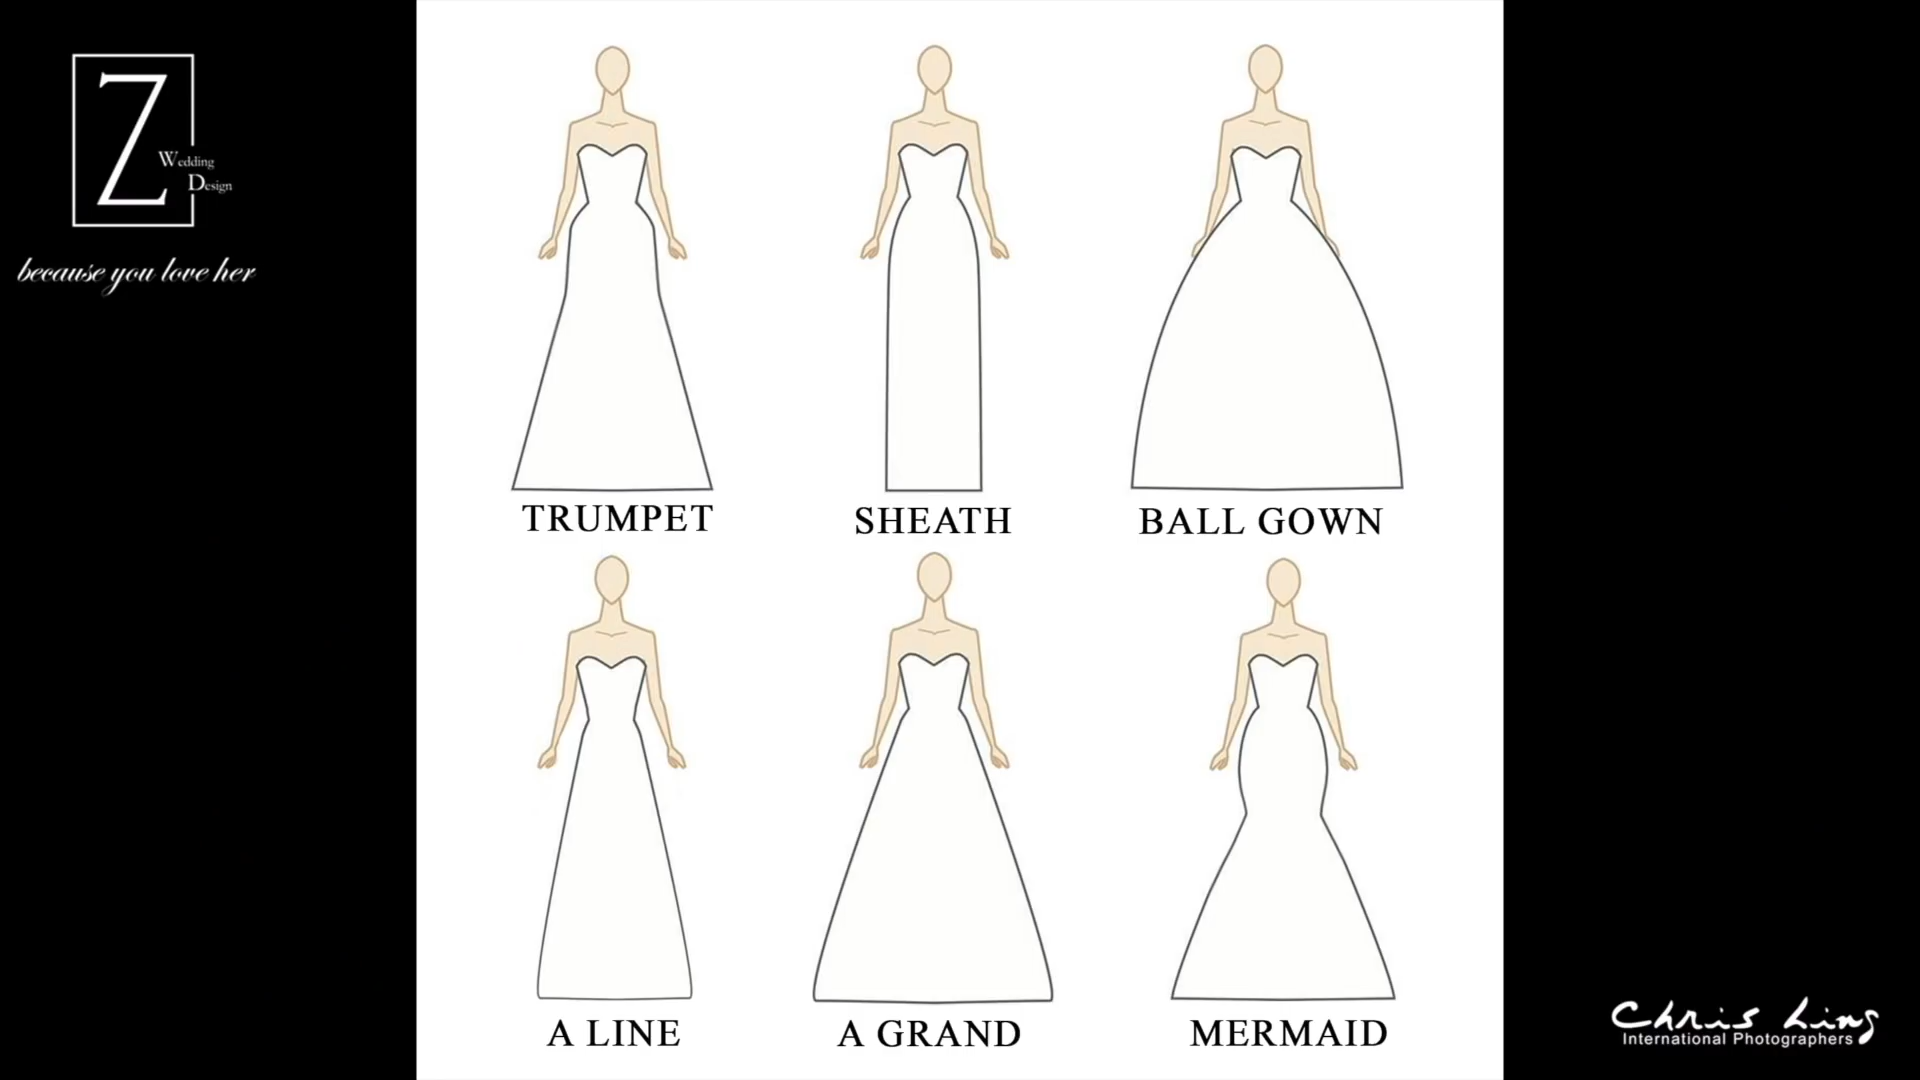 Z
Wedding
Design
because you love her
TRUMPET
SHEATH
BALL GOWN
A LINE
A GRAND
MERMAID
Chris Ling
International Photographers